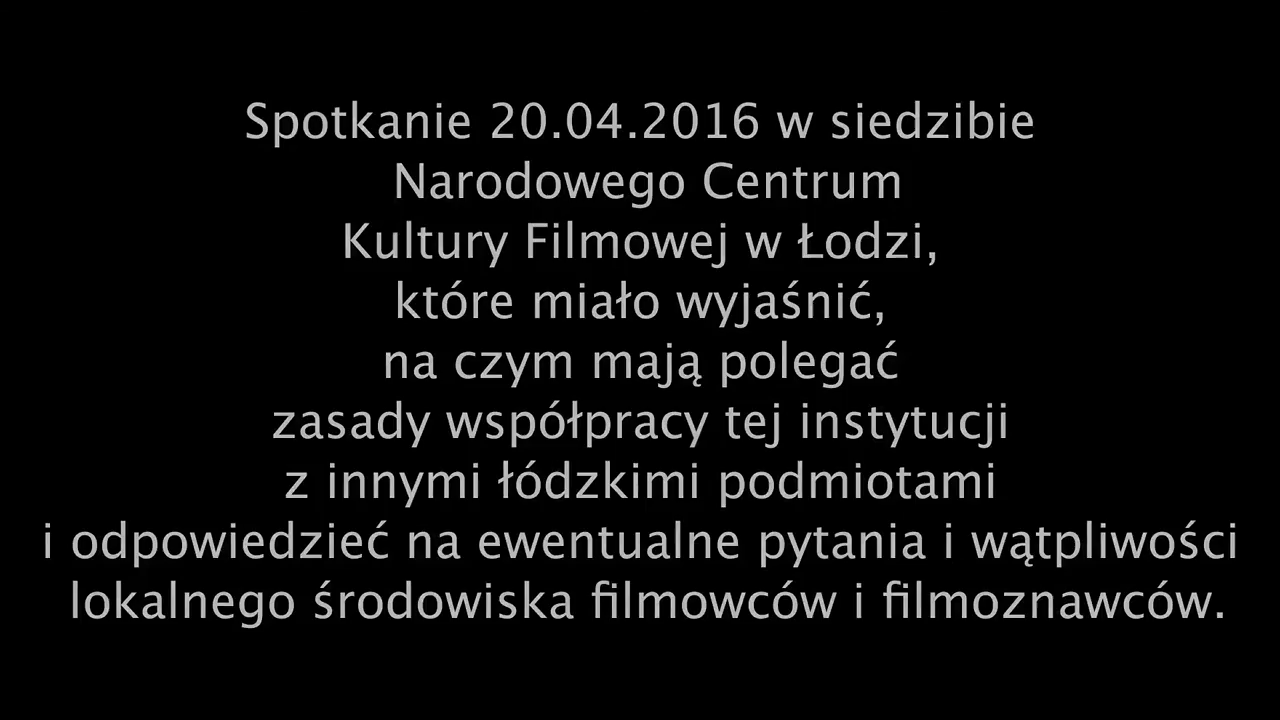 Spotkanie 20.04.2016 w siedzibie
Narodowego Centrum
Kultury Filmowej w Łodzi,
które miało wyjaśnić,
na czym mają polegać
zasady współpracy tej instytucji
z innymi łódzkimi podmiotami
i odpowiedzieć na ewentualne pytania i wątpliwości
lokalnego środowiska filmowców i filmoznawców.